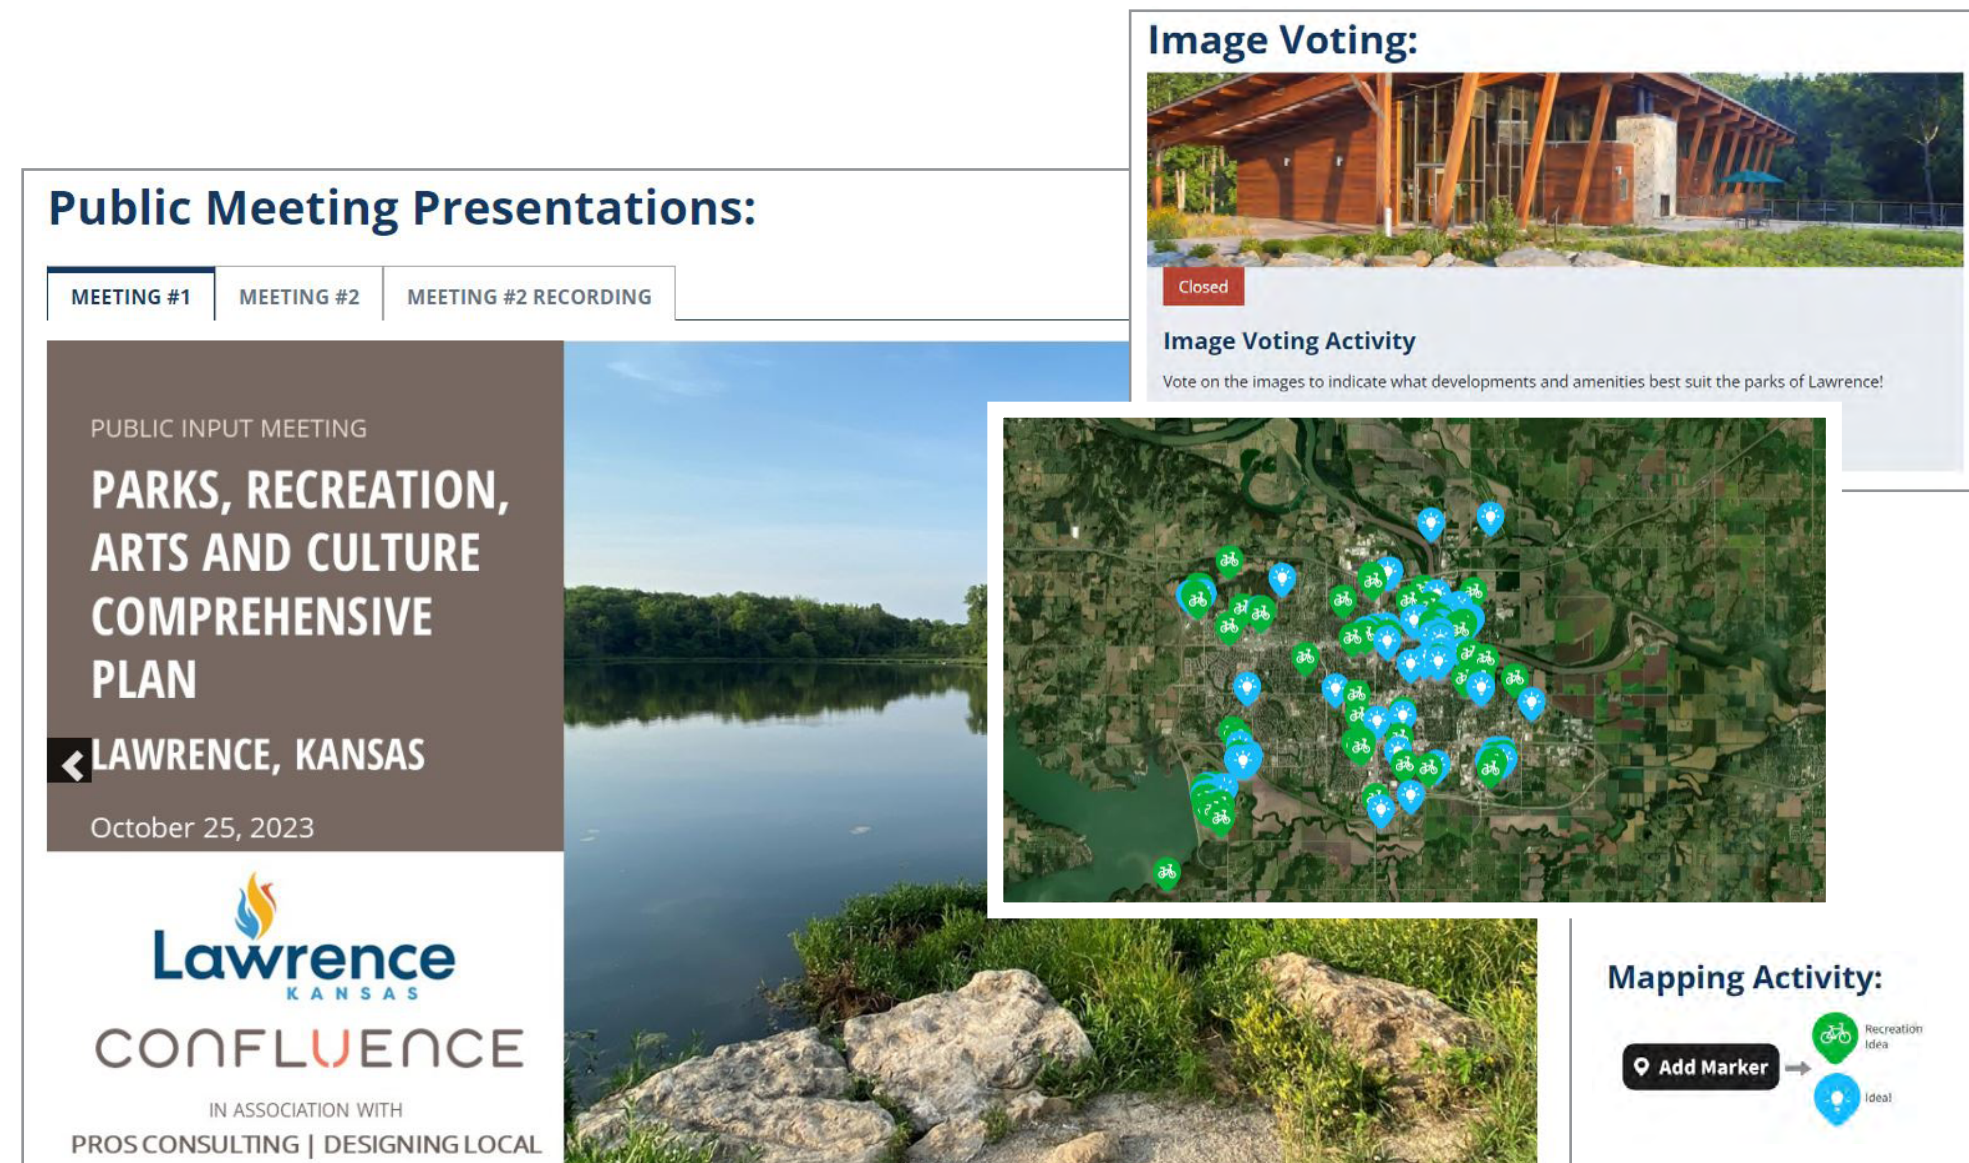 Image Voting:
Closed
Image Voting Activity
Vote on the images to indicate what developments and amenities best suit the parks of Lawrence!
Public Meeting Presentations:
MEETING #1
MEETING #2
MEETING #2 RECORDING
PUBLIC INPUT MEETING
PARKS, RECREATION,
ARTS AND CULTURE
COMPREHENSIVE
PLAN
LAWRENCE, KANSAS
October 25, 2023
Lawrence
KANSAS
CONFLUENCE
IN ASSOCIATION WITH
PROS CONSULTING | DESIGNING LOCAL
Mapping Activity:
Add Marker
Recreation
Idea
Idea!